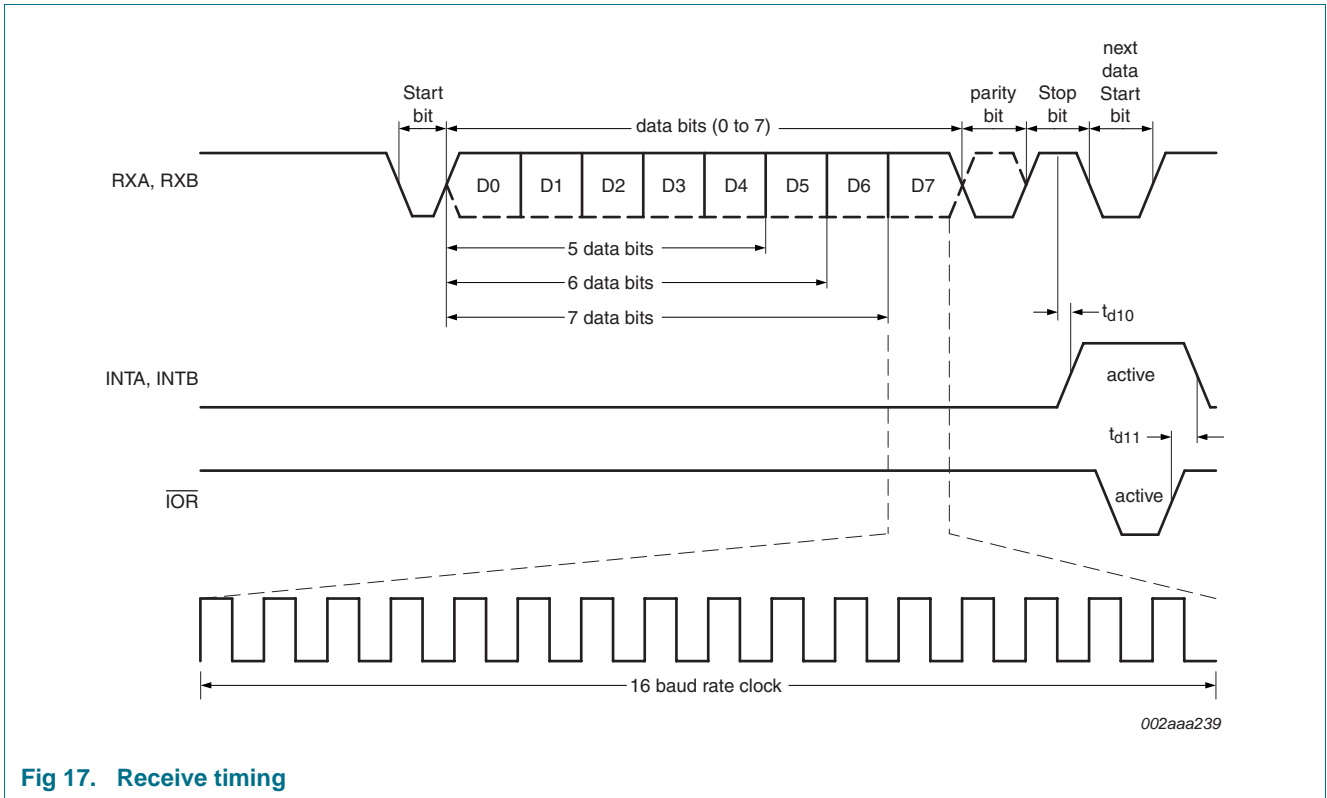 next
data
Start
bit
Start
bit
parity
bit
Stop
bit
data bits (0 to 7)
RXA, RXB
D0 D1 D2 D3 D4 D5 D6 D7
5 data bits
6 data bits
7 data bits
td10
INTA, INTB
active
td11
IOR
active
16 baud rate clock
002aaa239
Fig 17. Receive timing